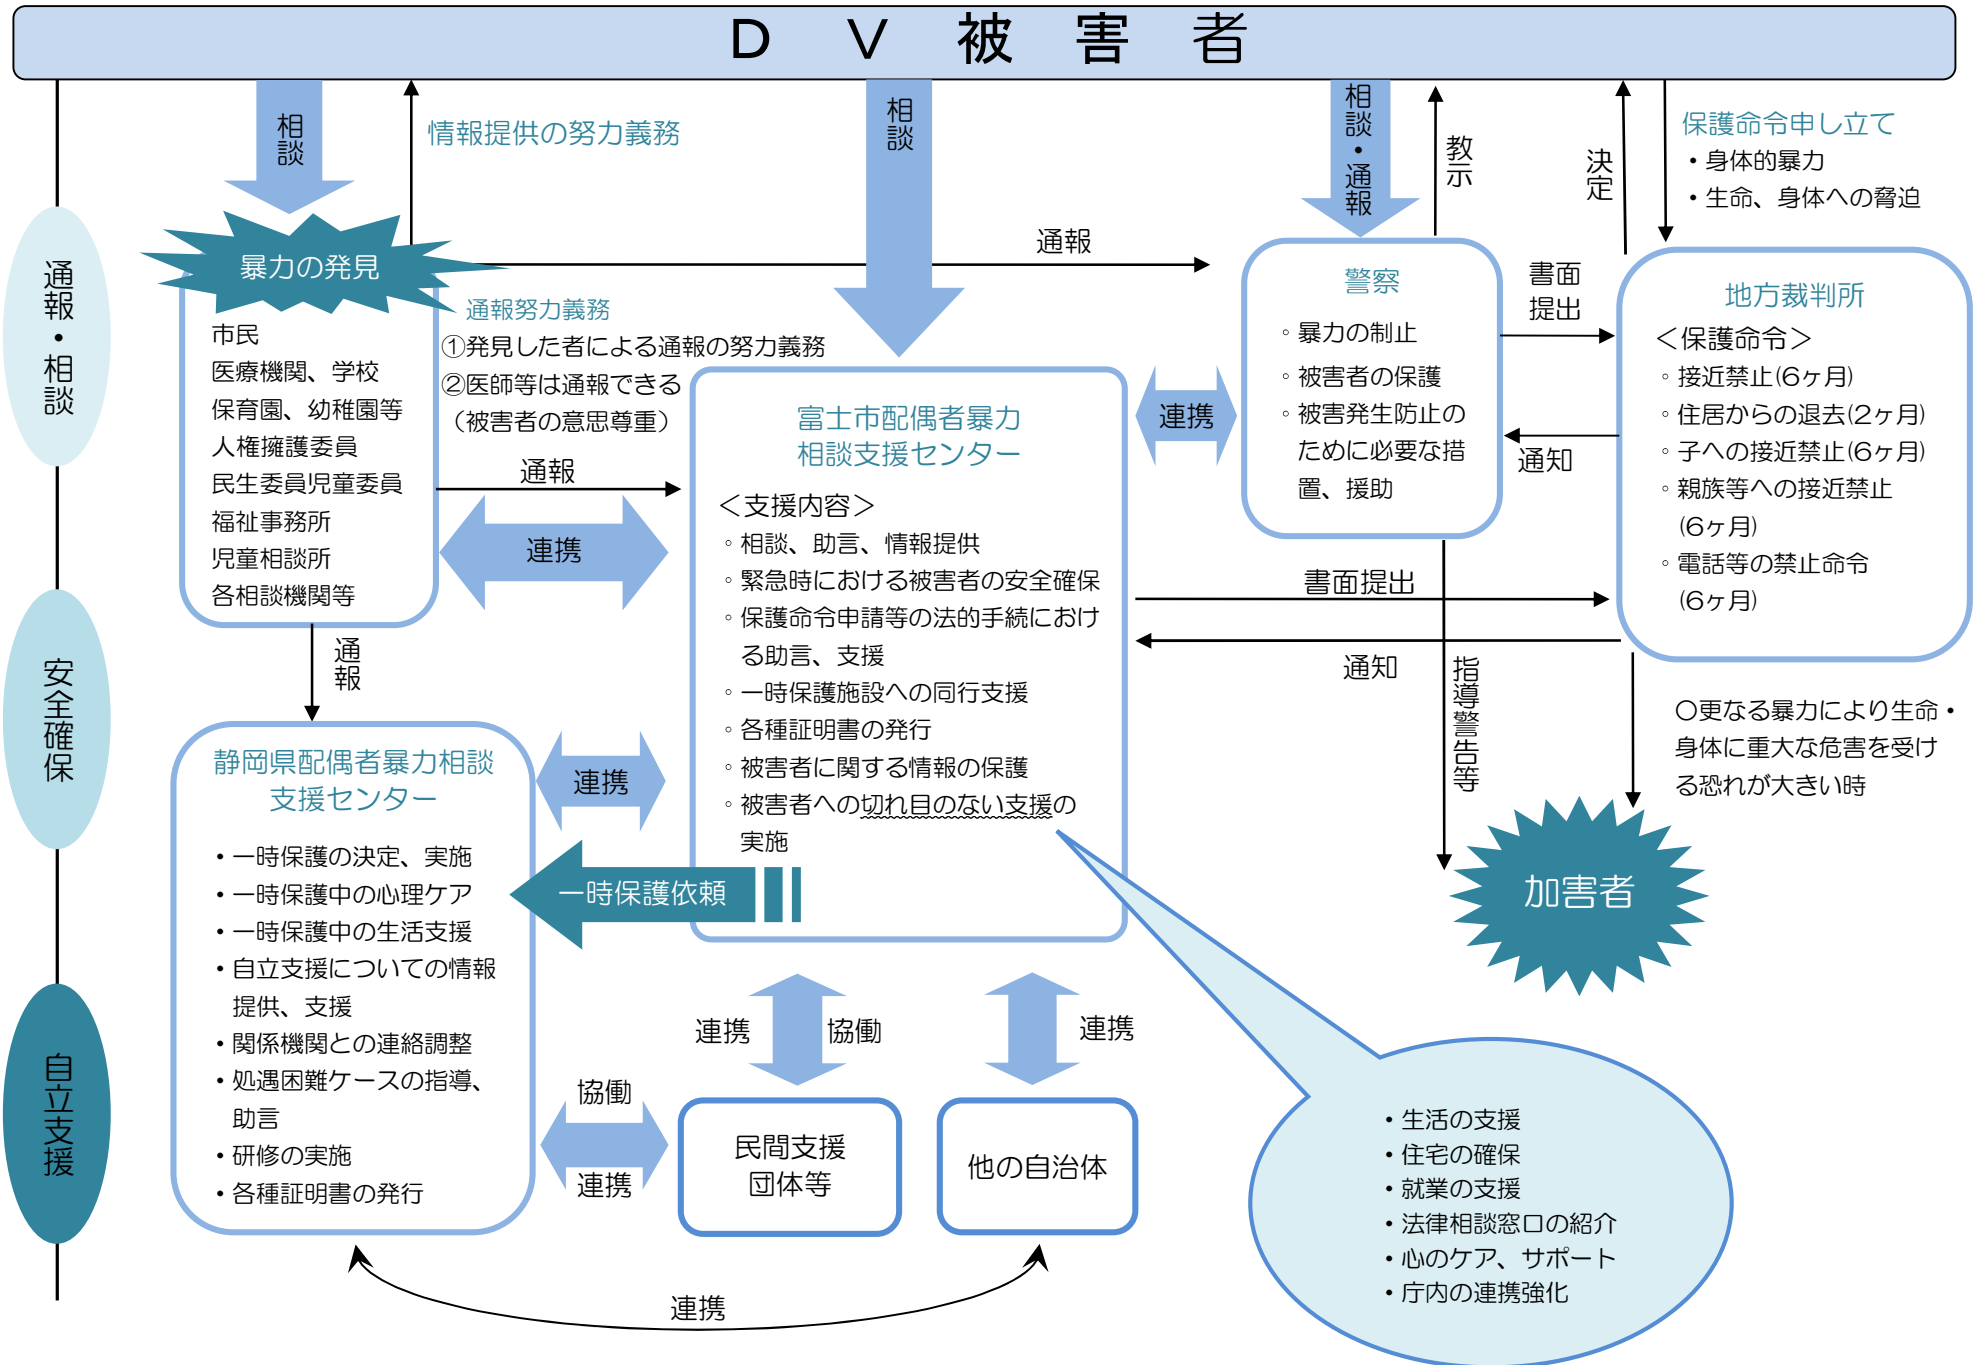 DV被害者
相談
情報提供の努力義務
相談
相談・通報
教示
決定
保護命令申し立て
・身体的暴力
・生命、身体への脅迫
通報・相談
安全確保
自立支援
暴力の発見
市民
医療機関、学校
保育園、幼稚園等
人権擁護委員
民生委員児童委員
福祉事務所
児童相談所
各相談機関等
通報
通報努力義務
①発見した者による通報の努力義務
②医師等は通報できる
（被害者の意思尊重）
通報
連携
通報
富士市配偶者暴力
相談支援センター
＜支援内容＞
◦相談、助言、情報提供
◦緊急時における被害者の安全確保
◦保護命令申請等の法的手続におけ
る助言、支援
◦一時保護施設への同行支援
◦各種証明書の発行
◦被害者に関する情報の保護
◦被害者への切れ目のない支援の
実施
連携
警察
◦暴力の制止
◦被害者の保護
◦被害発生防止の
ために必要な措
置、援助
書面
提出
通知
地方裁判所
＜保護命令＞
◦接近禁止(6ヶ月)
◦住居からの退去(2ヶ月)
◦子への接近禁止(6ヶ月)
◦親族等への接近禁止
(6ヶ月)
◦電話等の禁止命令
(6ヶ月)
書面提出
通知
指導警告等
〇更なる暴力により生命・
身体に重大な危害を受け
る恐れが大きい時
加害者
静岡県配偶者暴力相談
支援センター
・一時保護の決定、実施
・一時保護中の心理ケア
・一時保護中の生活支援
・自立支援についての情報
提供、支援
・関係機関との連絡調整
・処遇困難ケースの指導、
助言
・研修の実施
・各種証明書の発行
連携
一時保護依頼
連携
協働
連携
協働
連携
民間支援
団体等
他の自治体
連携
・生活の支援
・住宅の確保
・就業の支援
・法律相談窓口の紹介
・心のケア、サポート
・庁内の連携強化